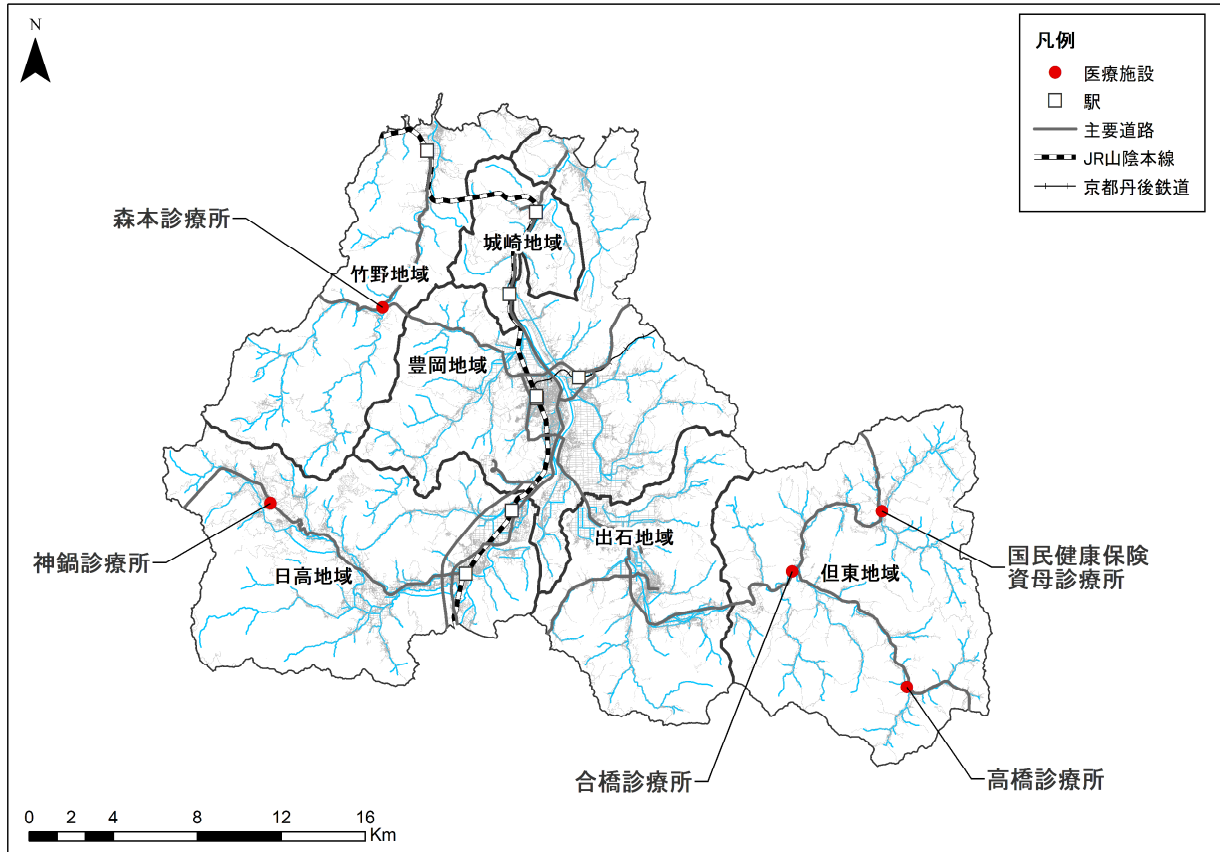 N
凡例
医療施設
駅
主要道路
JR山陰本線
京都丹後鉄道
森本診療所
城崎地域
竹野地域
豊岡地域
神鍋診療所
日高地域
出石地域
但東地域
国民健康保険
資母診療所
合橋診療所
高橋診療所
0 2 4 8 12 16
Km